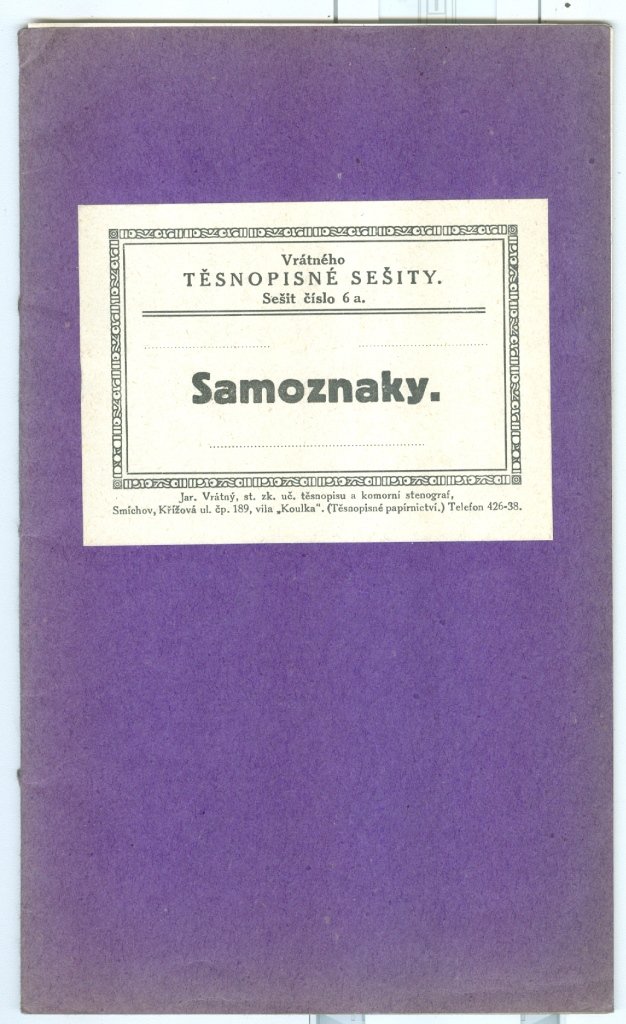 Vrátného
TĚSNOPISNÉ SEŠITY.
Sešit číslo 6 a.
Samoznaky.
Jar. Vrátný, st. zk. uč. těsnopisu a komorní stenograf,
Smíchov, Křížová ul. čp. 189, vila „Koulka“. (Těsnopisné papírnictví.) Telefon 426-38.